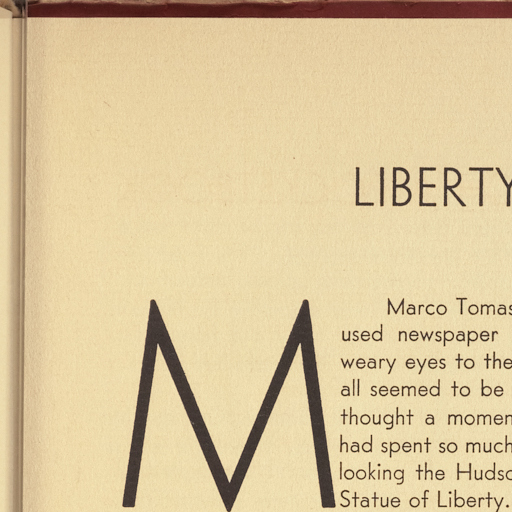 LIBERTY
M
Marco Tomas
used newspaper
weary eyes to the
all seemed to be
thought a momen
had spent so much
looking the Hudso
Statue of Liberty.